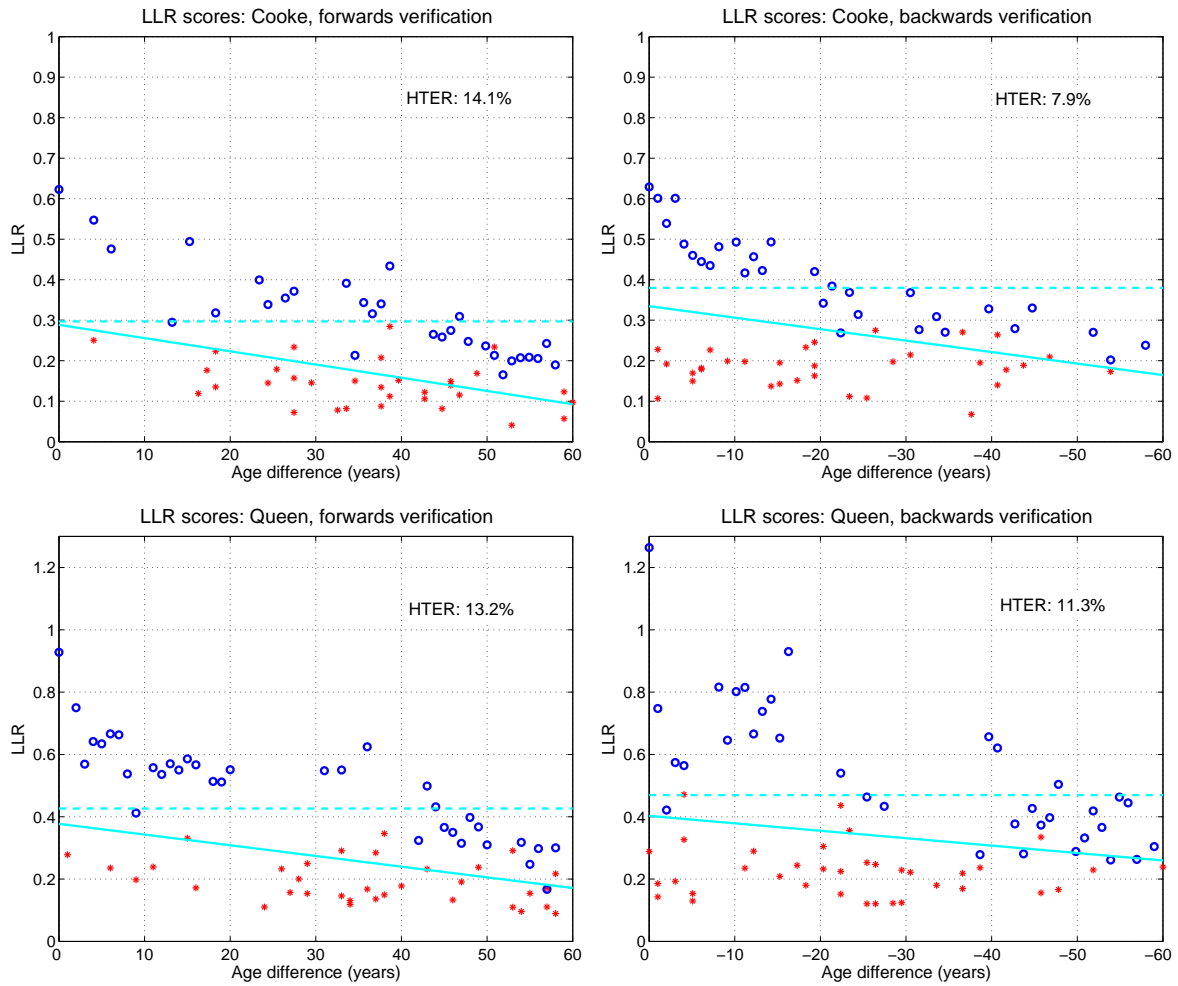 LLR scores: Cooke, forwards verification
1
0.9
0.8
0.7
0.6
0.5
0.4
0.3
0.2
0.1
0
LLR
HTER: 14.1%
0 10 20 30 40 50 60
Age difference (years)
LLR scores: Cooke, backwards verification
1
0.9
0.8
0.7
0.6
0.5
0.4
0.3
0.2
0.1
0
LLR
HTER: 7.9%
0 −10 −20 −30 −40 −50 −60
Age difference (years)
LLR scores: Queen, forwards verification
1.2
1
0.8
0.6
0.4
0.2
0
LLR
HTER: 13.2%
0 10 20 30 40 50 60
Age difference (years)
LLR scores: Queen, backwards verification
1.2
1
0.8
0.6
0.4
0.2
0
LLR
HTER: 11.3%
0 −10 −20 −30 −40 −50 −60
Age difference (years)